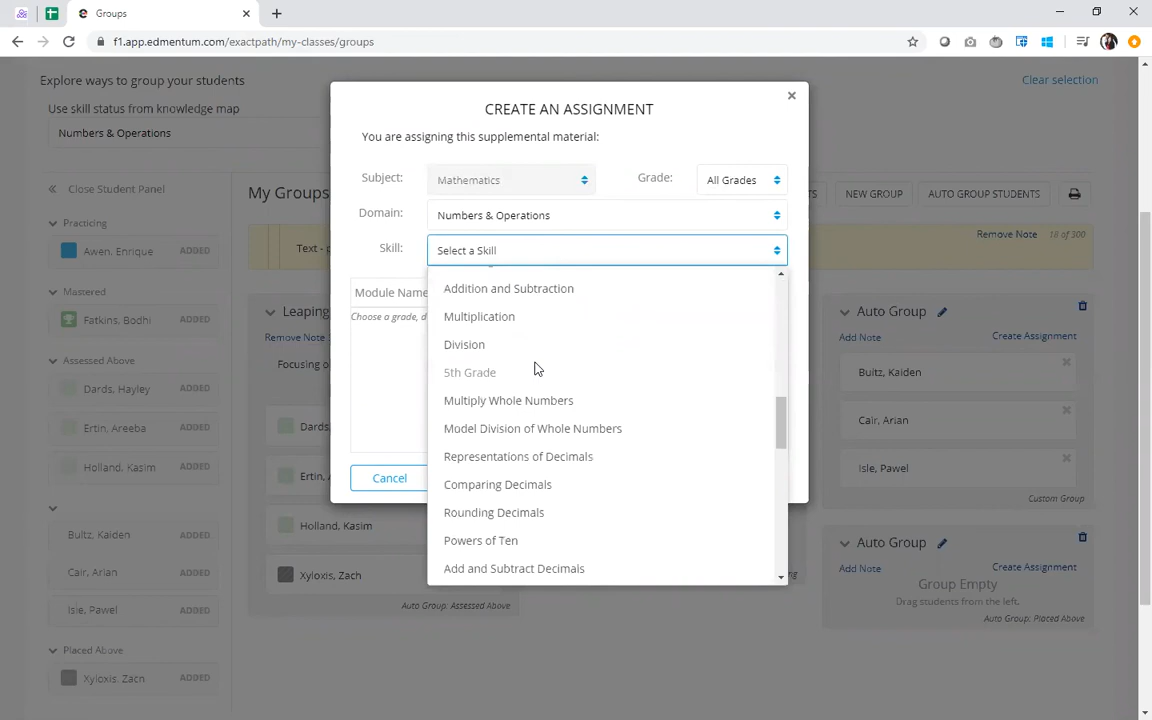 Groups
f1.app.edmentum.com/exactpath/my-classes/groups
Explore ways to group your students
Clear selection
Use skill status from knowledge map
Numbers & Operations
Close Student Panel
Practicing
Awen, Enrique ADDED
Mastered
Fatkins, Bodhi ADDED
Assessed Above
Dards, Hayley ADDED
Ertin, Areeba ADDED
Holland, Kasim ADDED
Bultz, Kaiden ADDED
Cair, Arian ADDED
Isle, Pawel ADDED
Placed Above
Xyloxis, Zach ADDED
My Groups
NEW GROUP
AUTO GROUP STUDENTS
Text - p
Remove Note 18 of 300
Leaping
Remove Note
Focusing o
Dards
Ertin, A
Holland, Kasim
Xyloxis, Zach
Auto Group: Assessed Above
CREATE AN ASSIGNMENT
You are assigning this supplemental material:
Subject: Mathematics Grade: All Grades
Domain: Numbers & Operations
Skill: Select a Skill
Module Name
Choose a grade, d
Cancel
Addition and Subtraction
Multiplication
Division
5th Grade
Multiply Whole Numbers
Model Division of Whole Numbers
Representations of Decimals
Comparing Decimals
Rounding Decimals
Powers of Ten
Add and Subtract Decimals
Auto Group
Add Note Create Assignment
Bultz, Kaiden
Cair, Arian
Isle, Pawel
Custom Group
Auto Group
Add Note Create Assignment
Group Empty
Drag students from the left.
Auto Group: Placed Above